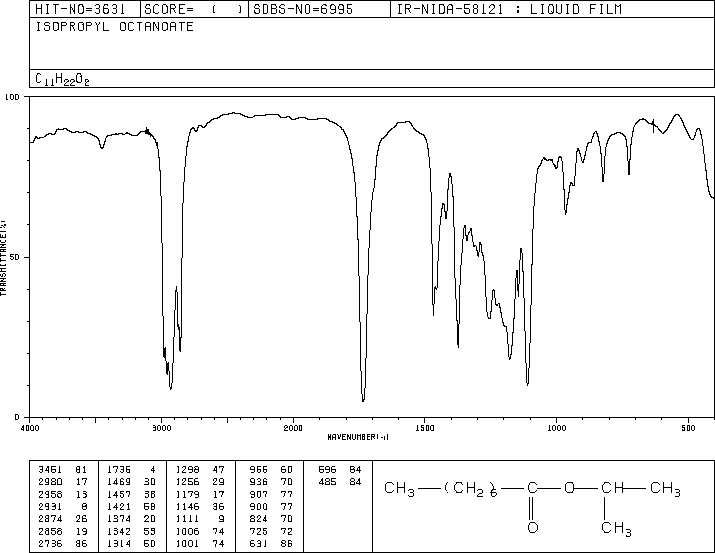 HIT-NO=3631 SCORE= ( ) SDBS-NO=6995 IR-NIDA-58121 : LIQUID FILM
ISOPROPYL OCTANOATE
C11H22O2
100
50
0
TRANSMITTANCE(%)
4000 3000 2000 1500 1000 500
WAVENUMBER(-1)
3461 81 1736 4 1298 47 966 60 596 84
2980 17 1469 30 1256 29 936 70 485 84
2958 13 1457 38 1179 17 907 77
2931 8 1421 68 1146 36 900 77
2874 26 1374 20 1111 9 824 70
2858 19 1342 59 1006 74 725 72
2736 86 1314 60 1001 74 631 86
CH3—(CH2)6—C—O—CH—CH3
O CH3